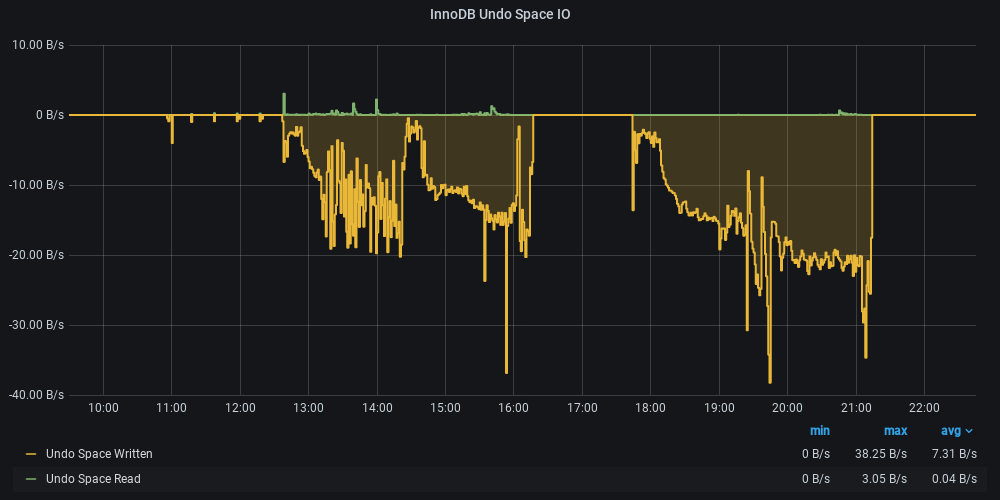 InnoDB Undo Space IO
10.00 B/s
0 B/s
-10.00 B/s
-20.00 B/s
-30.00 B/s
-40.00 B/s
10:00 11:00 12:00 13:00 14:00 15:00 16:00 17:00 18:00 19:00 20:00 21:00 22:00
min max avg
Undo Space Written 0 B/s 38.25 B/s 7.31 B/s
Undo Space Read 0 B/s 3.05 B/s 0.04 B/s